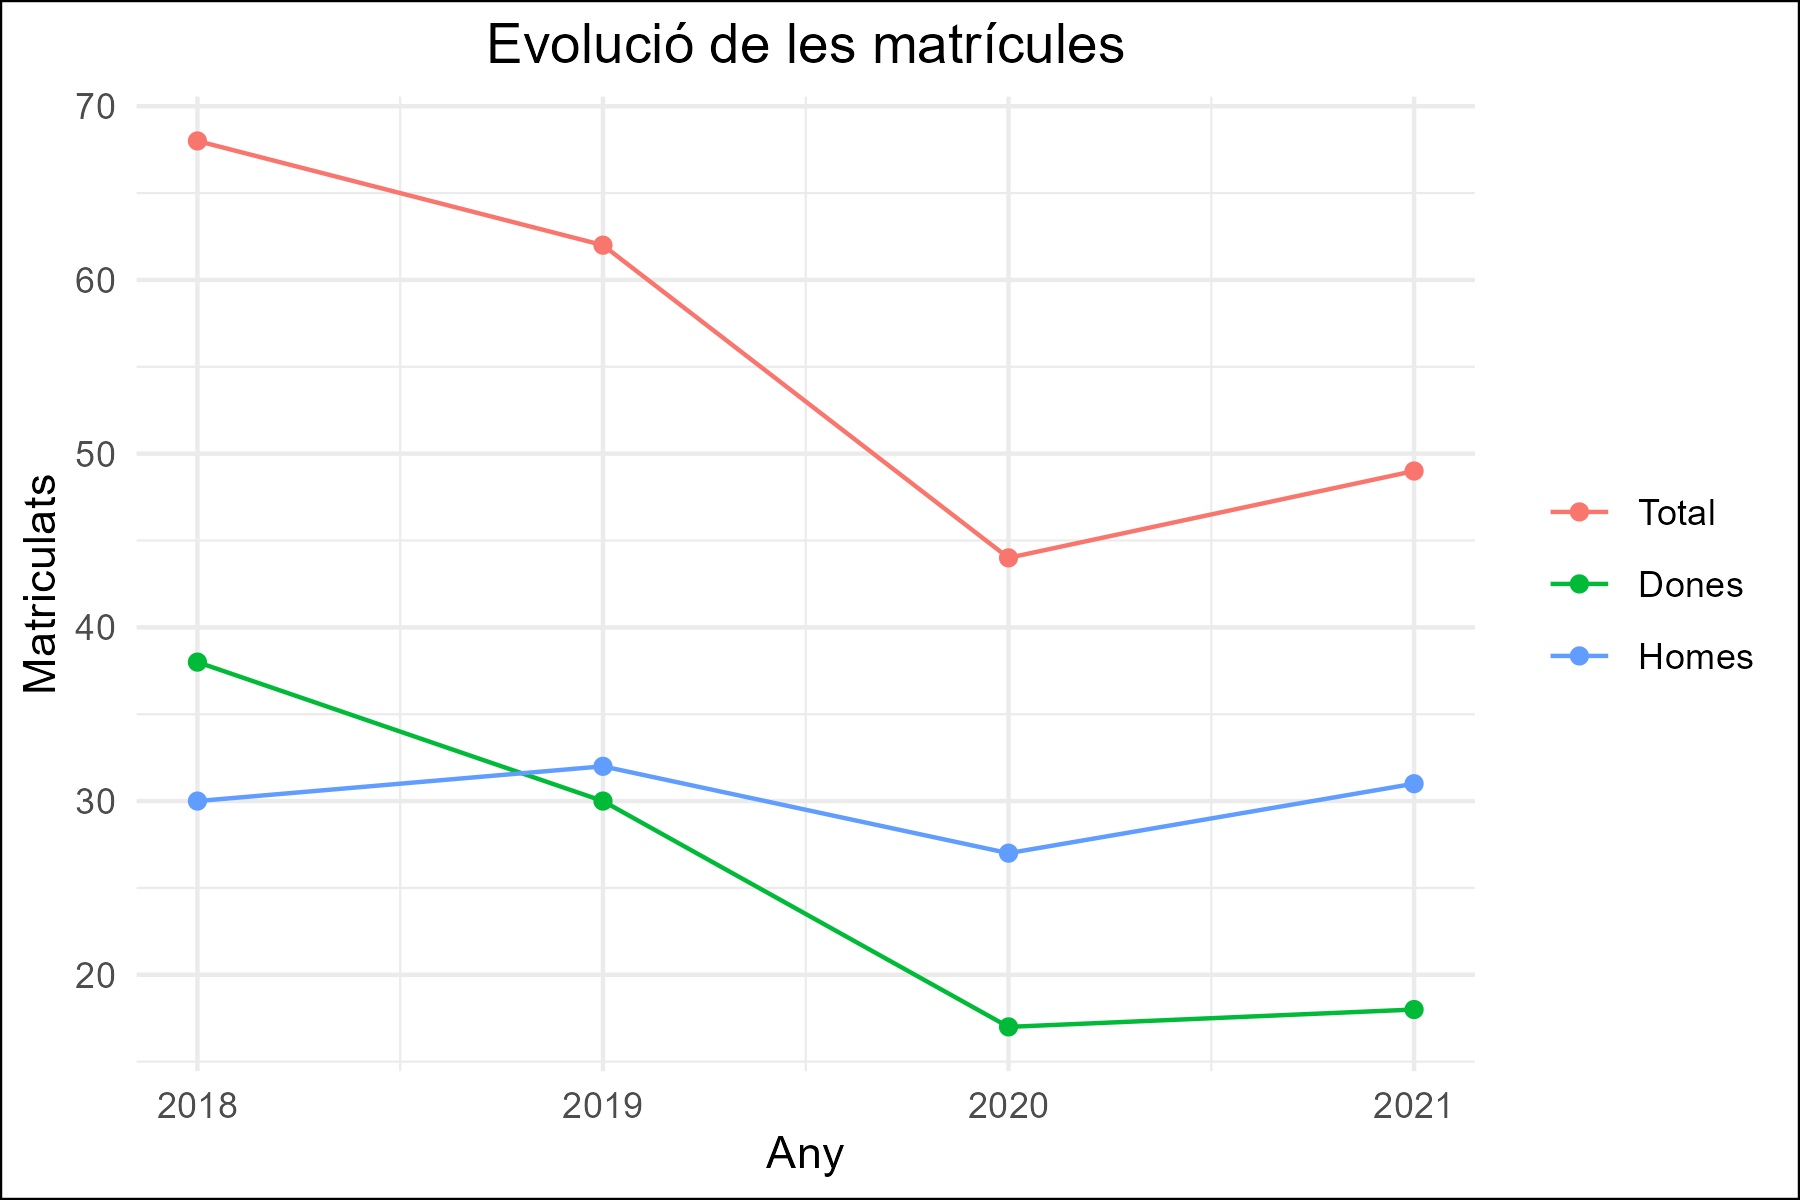 Evolució de les matrícules
70
60
50
40
30
20
Matriculats
2018 2019 2020 2021
Any
Total
Dones
Homes